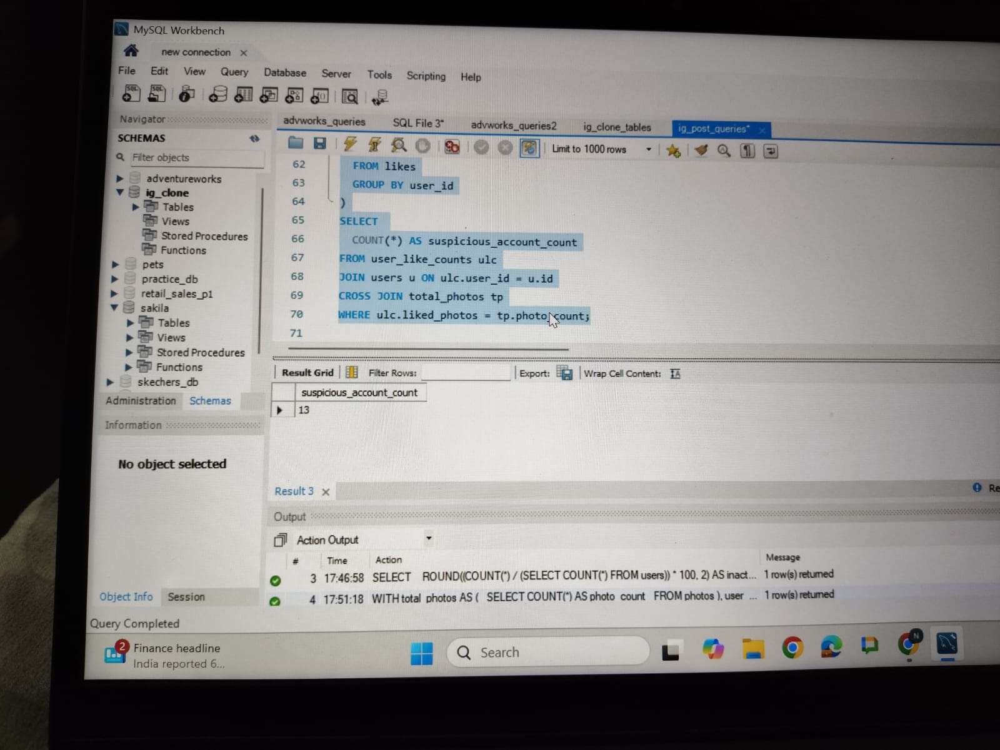 MySQL Workbench
new connection
File Edit View Query Database Server Tools Scripting Help
Navigator
SCHEMAS
Filter objects
adventureworks
ig_clone
Tables
Views
Stored Procedures
Functions
pets
practice_db
retail_sales_p1
sakila
Tables
Views
Stored Procedures
Functions
skechers_db
Administration Schemas
Information
No object selected
Object Info Session
Query Completed
advworks_queries SQL File 3* advworks_queries2 ig_clone_tables ig_post_queries*
Limit to 1000 rows
62 FROM likes
63 GROUP BY user_id
64 )
65 SELECT
66 COUNT(*) AS suspicious_account_count
67 FROM user_like_counts ulc
68 JOIN users u ON ulc.user_id = u.id
69 CROSS JOIN total_photos tp
70 WHERE ulc.liked_photos = tp.photo_count;
71
Result Grid Filter Rows: Export: Wrap Cell Content:
suspicious_account_count
13
Result 3
Re
Output
Action Output
# Time Action Message
3 17:46:58 SELECT ROUND((COUNT(*) / (SELECT COUNT(*) FROM users)) * 100, 2) AS inact... 1 row(s) returned
4 17:51:18 WITH total_photos AS ( SELECT COUNT(*) AS photo_count FROM photos ), user_... 1 row(s) returned
2
Finance headline
India reported 6...
Search
N